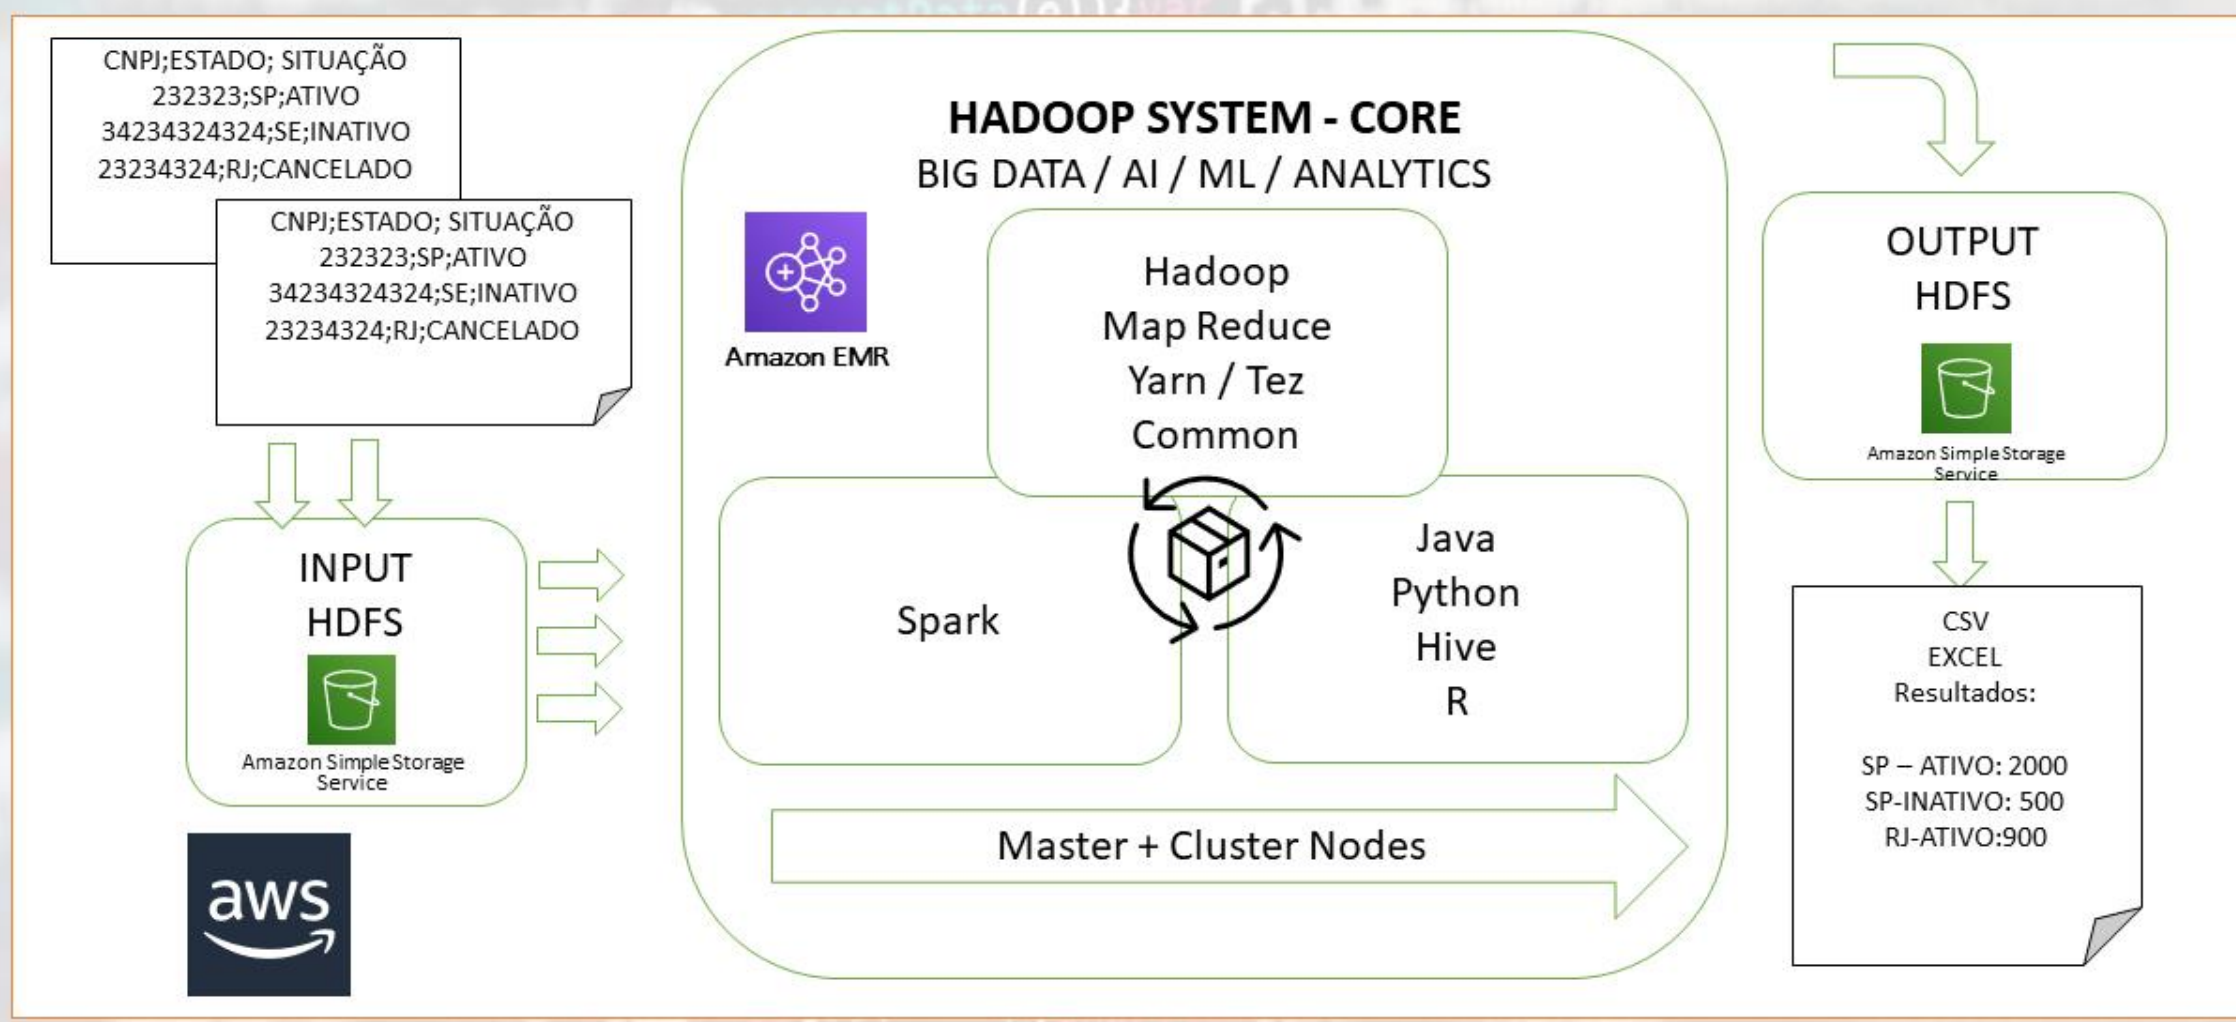 CNPJ;ESTADO; SITUAÇÃO
232323;SP;ATIVO
34234324324;SE;INATIVO
23234324;RJ;CANCELADO
CNPJ;ESTADO; SITUAÇÃO
232323;SP;ATIVO
34234324324;SE;INATIVO
23234324;RJ;CANCELADO
INPUT
HDFS
Amazon Simple Storage
Service
aws
HADOOP SYSTEM - CORE
BIG DATA / AI / ML / ANALYTICS
Amazon EMR
Hadoop
Map Reduce
Yarn / Tez
Common
Spark
Java
Python
Hive
R
Master + Cluster Nodes
OUTPUT
HDFS
Amazon Simple Storage
Service
CSV
EXCEL
Resultados:
SP – ATIVO: 2000
SP-INATIVO: 500
RJ-ATIVO:900